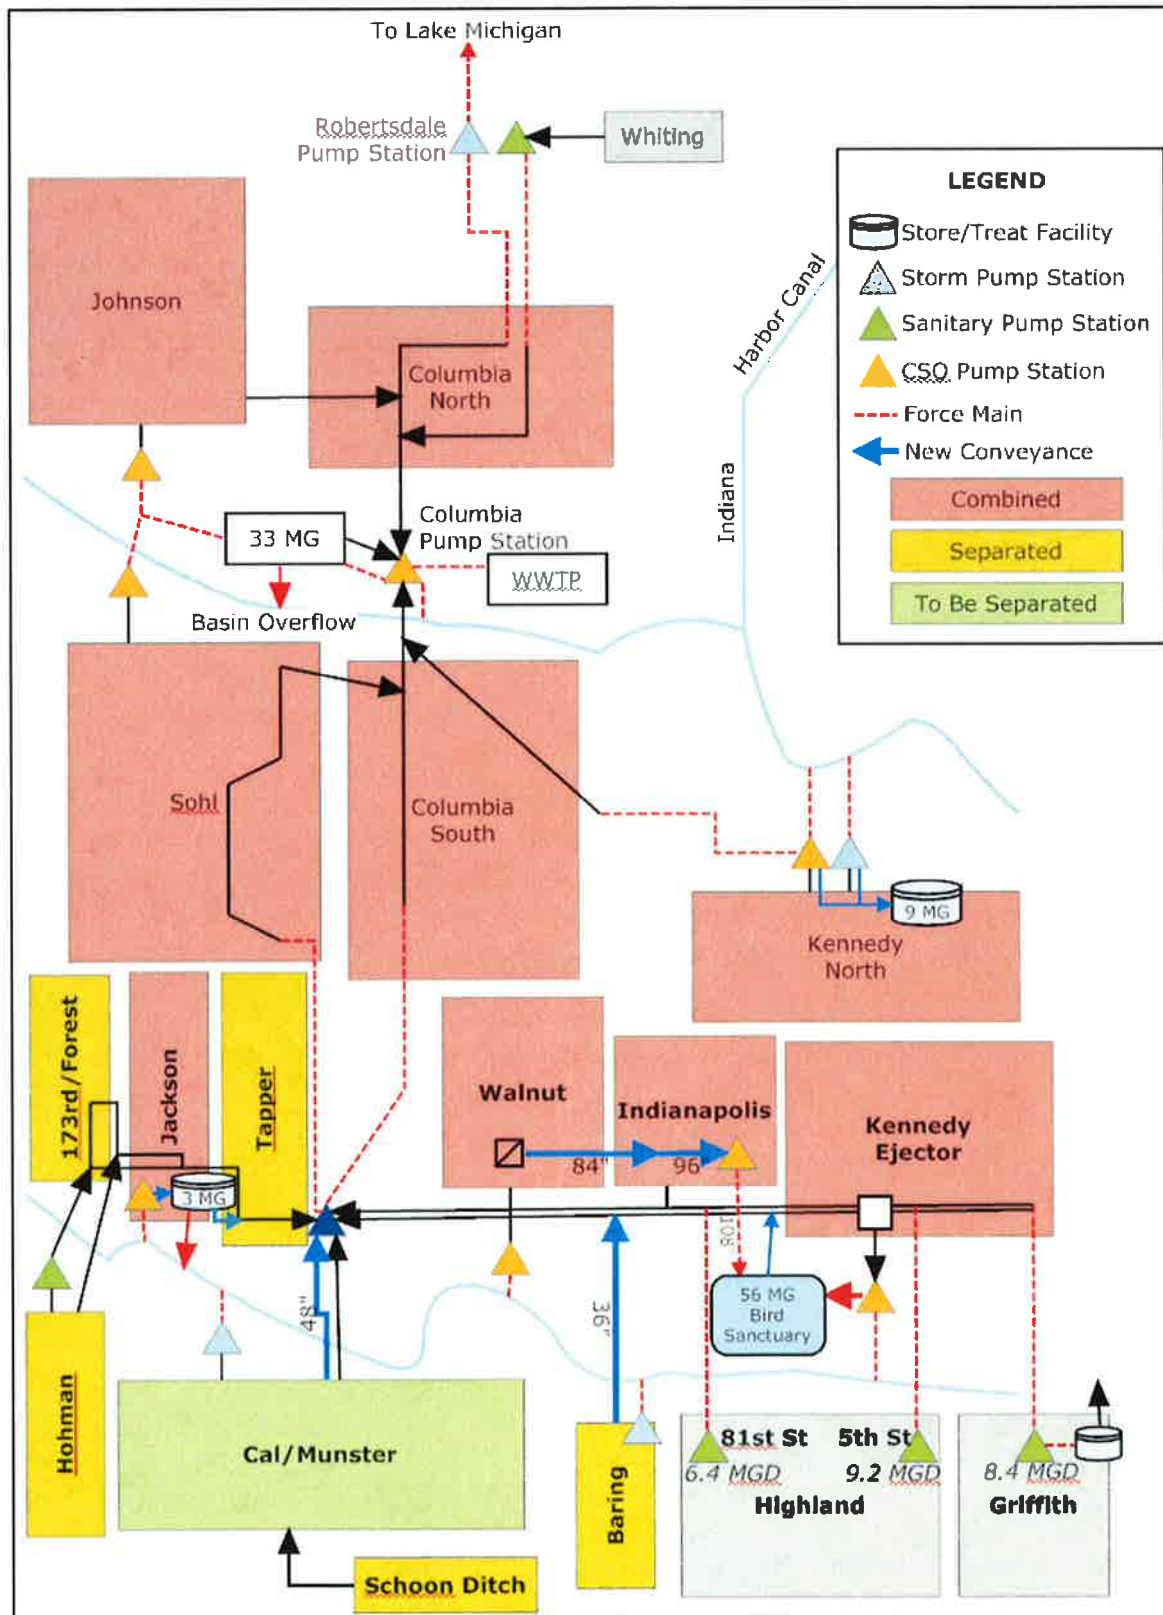 To Lake Michigan
Robertsdale
Pump Station
Whiting
LEGEND
Store/Treat Facility
Storm Pump Station
Sanitary Pump Station
CSO Pump Station
Force Main
New Conveyance
Combined
Separated
To Be Separated
Harbor Canal
Indiana
Johnson
Columbia
North
33 MG
Columbia
Pump Station
WWTP
Basin Overflow
Sohl
Columbia
South
9 MG
Kennedy
North
173rd/Forest
Jackson
Tapper
Walnut
Indianapolis
Kennedy
Ejector
84"
96"
3 MG
108
48"
36"
56 MG
Bird
Sanctuary
Hohman
Cal/Munster
Baring
81st St
5th St
6.4 MGD
9.2 MGD
8.4 MGD
Highland
Griffith
Schoon Ditch